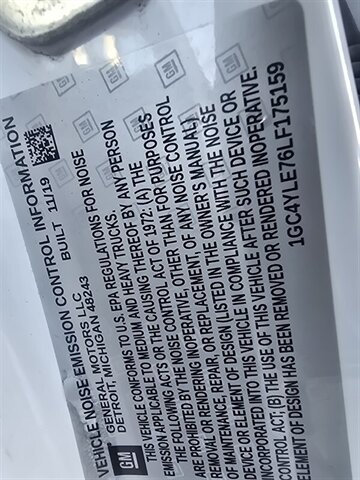 VEHICLE NOISE EMISSION CONTROL INFORMATION
GENERAL MOTORS LLC BUILT 11/19
DETROIT, MICHIGAN 48243
GM
THIS VEHICLE CONFORMS TO U.S. EPA REGULATIONS FOR NOISE
APPLICABLE TO MEDIUM AND HEAVY TRUCKS.
THE FOLLOWING ACTS OR THE CAUSING THEREOF BY ANY PERSON
ARE PROHIBITED BY THE NOISE CONTROL ACT OF 1972: (A) THE
REMOVAL OR RENDERING INOPERATIVE, OTHER THAN FOR PURPOSES
OF MAINTENANCE, REPAIR, OR REPLACEMENT, OF ANY NOISE CONTROL
DEVICE OR ELEMENT OF DESIGN (LISTED IN THE OWNER'S MANUAL)
INCORPORATED INTO THIS VEHICLE IN COMPLIANCE WITH THE NOISE
CONTROL ACT; (B) THE USE OF THIS VEHICLE AFTER SUCH DEVICE OR
ELEMENT OF DESIGN HAS BEEN REMOVED OR RENDERED INOPERATIVE.
1GC4YLE76LF175159